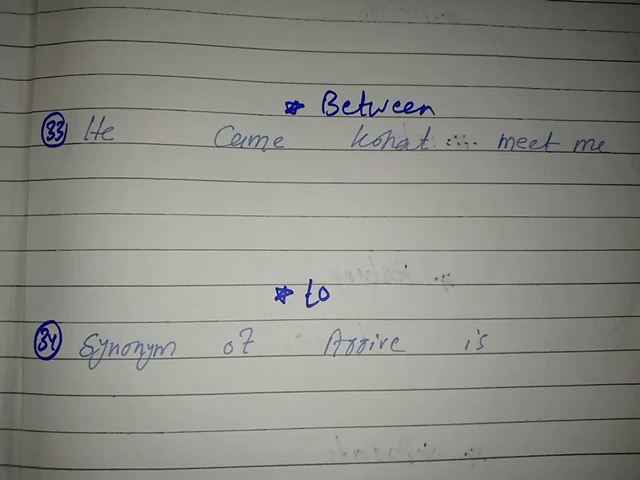 * Between
33 He Came Kohat .... meet me
* to
34 Synonym of Arrive is